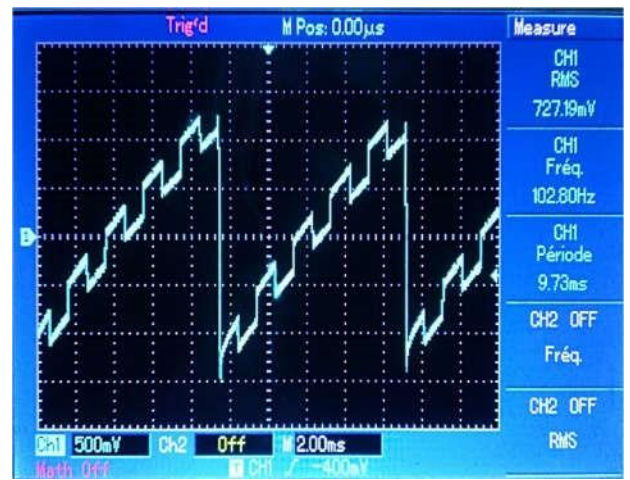 Trig'd M Pos: 0.00μs Measure
CH1
RMS
727.19mV
CH1
Fréq.
102.80Hz
CH1
Période
9.73ms
CH2 OFF
Fréq.
CH2 OFF
RMS
Ch1 500mV Ch2 Off M 2.00ms
Math Off T CH1 -400mV